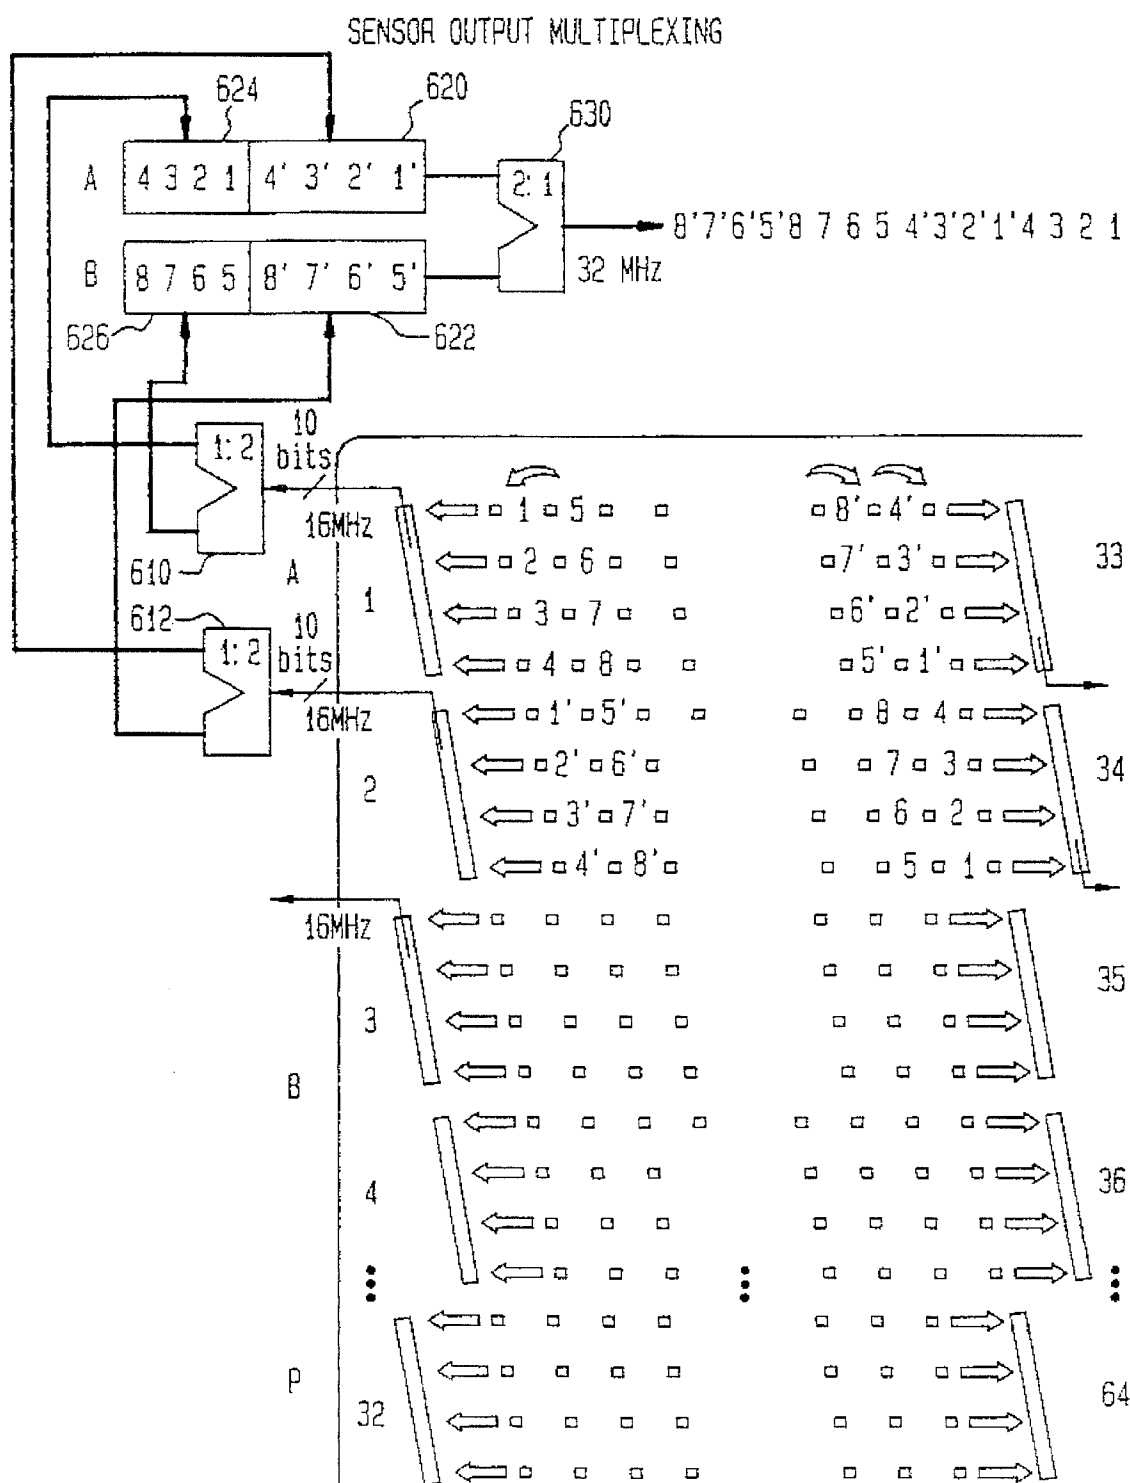 SENSOR OUTPUT MULTIPLEXING
624
620
630
A
4 3 2 1
4' 3' 2' 1'
2:1
8'7'6'5'8 7 6 5 4'3'2'1'4 3 2 1
B
8 7 6 5
8' 7' 6' 5'
32 MHz
626
622
1:2
10
bits
16MHz
610
A
1
1 5
8' 4'
33
2 6
7' 3'
3 7
6' 2'
4 8
5' 1'
612
1:2
10
bits
16MHz
2
1' 5'
8 4
34
2' 6'
7 3
3' 7'
6 2
4' 8'
5 1
16MHz
3
35
B
4
36
P
32
64